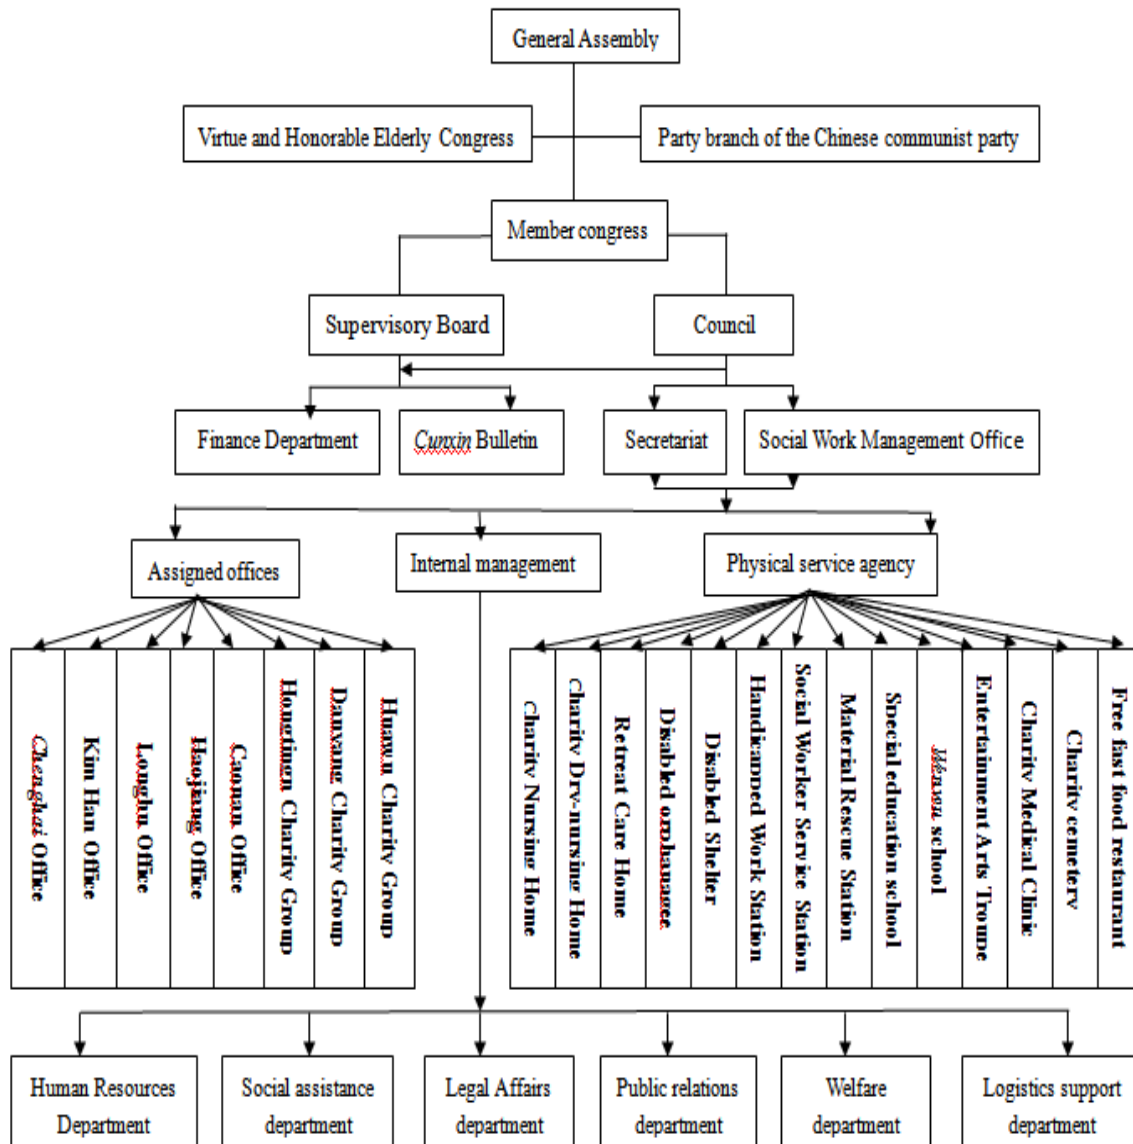 General Assembly
Virtue and Honorable Elderly Congress
Party branch of the Chinese communist party
Member congress
Supervisory Board
Council
Finance Department
Cunxin Bulletin
Secretariat
Social Work Management Office
Assigned offices
Internal management
Physical service agency
Chenghai Office
Kim Han Office
Longhu Office
Haojiang Office
Caonan Office
Hongtingu Charity Group
Danyang Charity Group
Huawu Charity Group
Charity Nursing Home
Charity Dry-nursing Home
Retreat Care Home
Disabled orphanagee
Disabled Shelter
Handicapped Work Station
Social Worker Service Station
Material Rescue Station
Special education school
school
Entertainment Arts Troupe
Charity Medical Clinic
Charity cemetery
Free fast food restaurant
Human Resources
Department
Social assistance
department
Legal Affairs
department
Public relations
department
Welfare
department
Logistics support
department